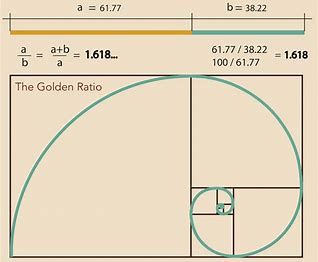 a = 61.77
b = 38.22
a/b = a+b/a = 1.618...
61.77 / 38.22
100 / 61.77
= 1.618
The Golden Ratio